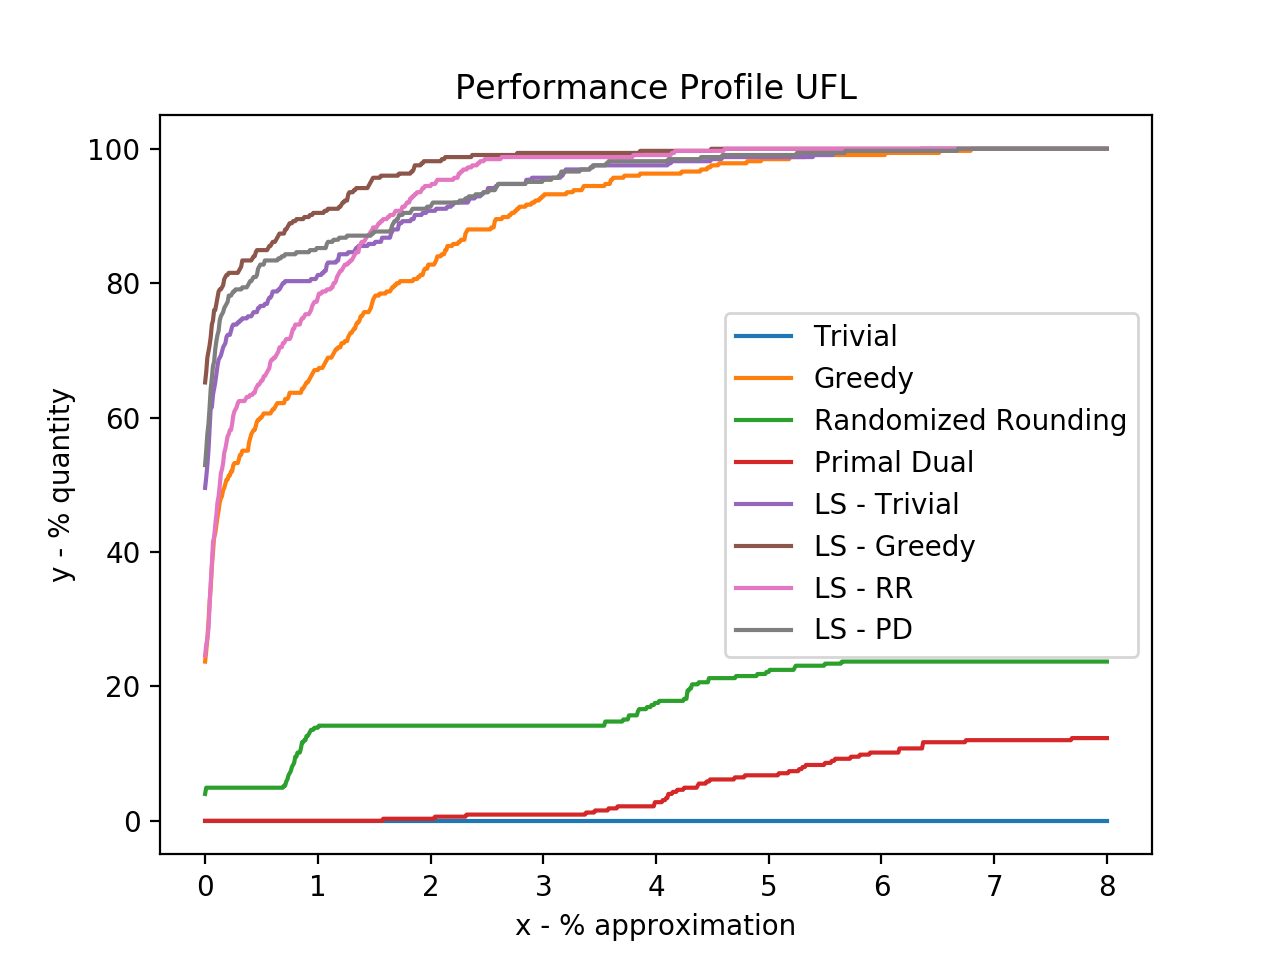 Performance Profile UFL
y - % quantity
100
80
60
40
20
0
Trivial
Greedy
Randomized Rounding
Primal Dual
LS - Trivial
LS - Greedy
LS - RR
LS - PD
0 1 2 3 4 5 6 7 8
x - % approximation